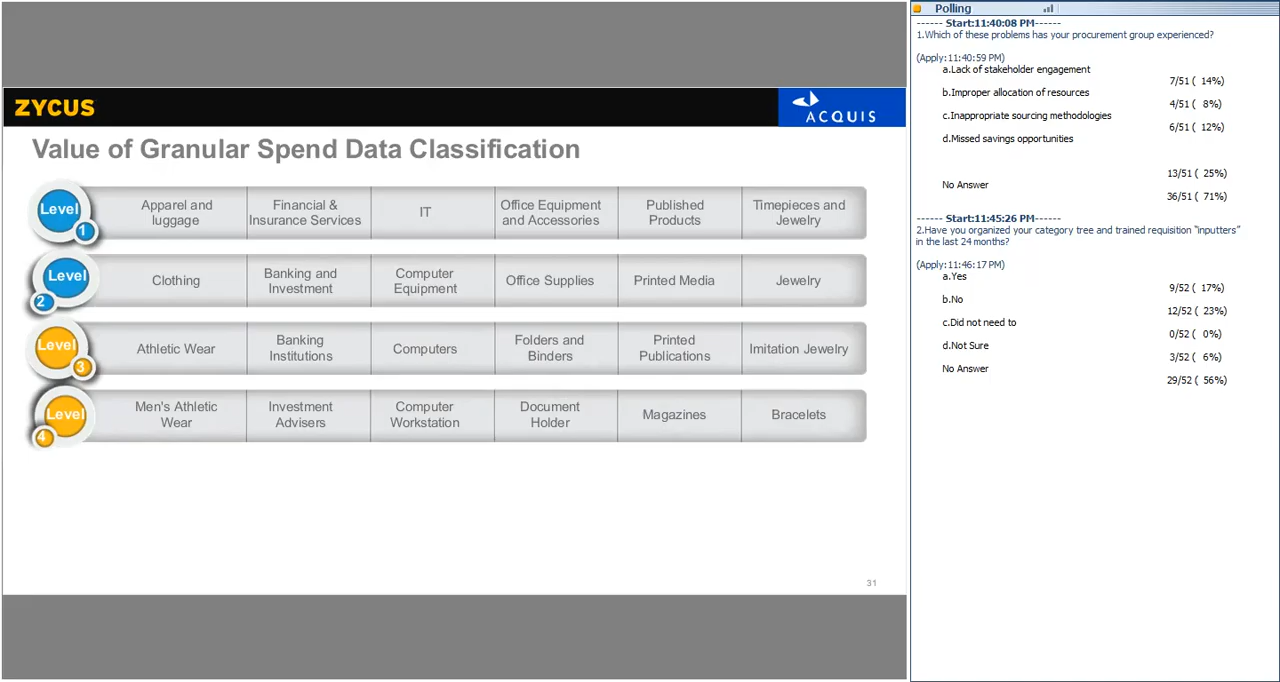 ZYCUS
ACQUIS
Value of Granular Spend Data Classification
Level
1
Apparel and
luggage
Financial &
Insurance Services
IT
Office Equipment
and Accessories
Published
Products
Timepieces and
Jewelry
Level
2
Clothing
Banking and
Investment
Computer
Equipment
Office Supplies
Printed Media
Jewelry
Level
3
Athletic Wear
Banking
Institutions
Computers
Folders and
Binders
Printed
Publications
Imitation Jewelry
Level
4
Men's Athletic
Wear
Investment
Advisers
Computer
Workstation
Document
Holder
Magazines
Bracelets
31
Polling
------ Start:11:40:08 PM------
1.Which of these problems has your procurement group experienced?
(Apply:11:40:59 PM)
a.Lack of stakeholder engagement
7/51 ( 14%)
b.Improper allocation of resources
4/51 ( 8%)
c.Inappropriate sourcing methodologies
6/51 ( 12%)
d.Missed savings opportunities
13/51 ( 25%)
No Answer
36/51 ( 71%)
------ Start:11:45:26 PM------
2.Have you organized your category tree and trained requisition "inputters"
in the last 24 months?
(Apply:11:46:17 PM)
a.Yes
9/52 ( 17%)
b.No
12/52 ( 23%)
c.Did not need to
0/52 ( 0%)
d.Not Sure
3/52 ( 6%)
No Answer
29/52 ( 56%)